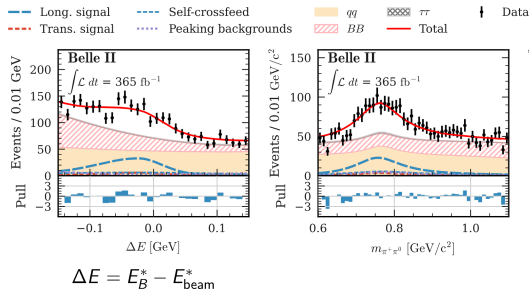 Long. signal Self-crossfeed qq ττ Data
Trans. signal Peaking backgrounds BB Total
Belle II
∫ℒ dt = 365 fb⁻¹
Events / 0.01 GeV
200
150
100
50
0
Pull
3
0
−3
−0.1 0.0 0.1
ΔE [GeV]
Belle II
∫ℒ dt = 365 fb⁻¹
Events / 0.01 GeV/c²
150
100
50
0
Pull
3
0
−3
0.6 0.8 1.0
m_{π⁺π⁰} [GeV/c²]
ΔE = E*_B − E*_beam